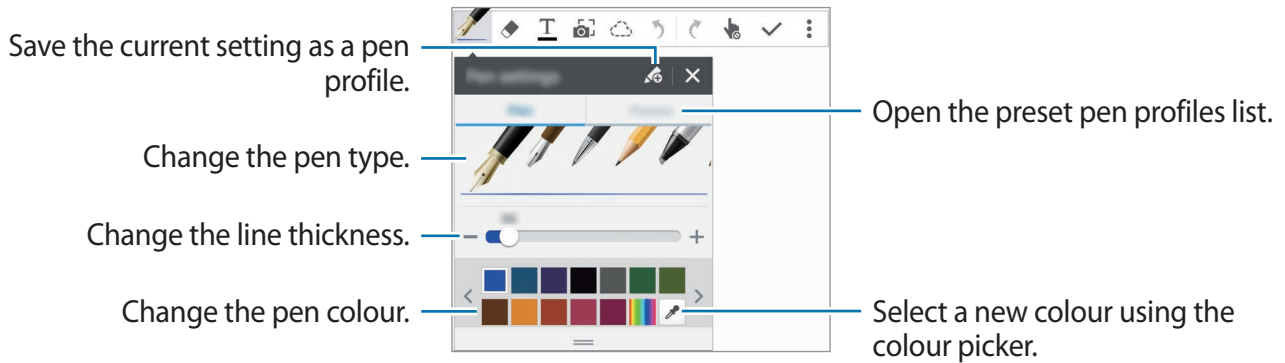 Save the current setting as a pen
profile.
Change the pen type.
Change the line thickness.
Change the pen colour.
T
Open the preset pen profiles list.
Select a new colour using the
colour picker.